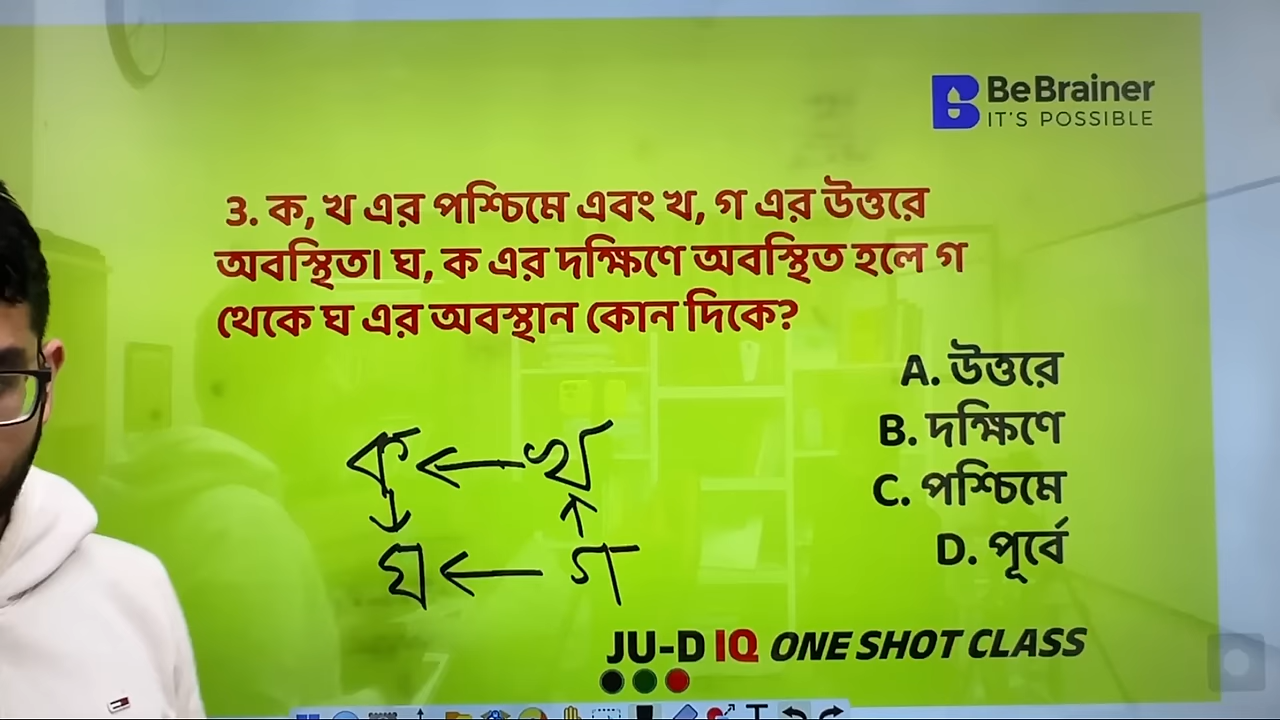 BeBrainer
IT'S POSSIBLE
3. ক, খ এর পশ্চিমে এবং খ, গ এর উত্তরে
অবস্থিত। ঘ, ক এর দক্ষিণে অবস্থিত হলে গ
থেকে ঘ এর অবস্থান কোন দিকে?
A. উত্তরে
B. দক্ষিণে
C. পশ্চিমে
D. পূর্বে
ক ← খ
↓ ↑
ঘ ← গ
JU-D IQ ONE SHOT CLASS